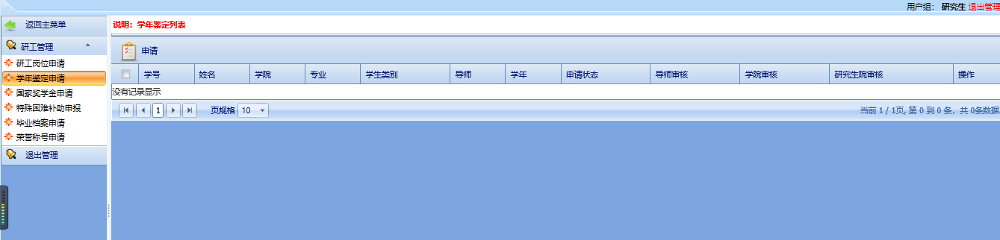 用户组： 研究生 退出管理
返回主菜单
研工管理
研工岗位申请
学年鉴定申请
国家奖学金申请
特殊困难补助申报
毕业档案申请
荣誉称号申请
退出管理
说明：学年鉴定列表
申请
学号 姓名 学院 专业 学生类别 导师 学年 申请状态 导师审核 学院审核 研究生院审核 操作
没有记录显示
1 页规格 10 当前 1 / 1页, 第 0 到 0 条，共 0条数据